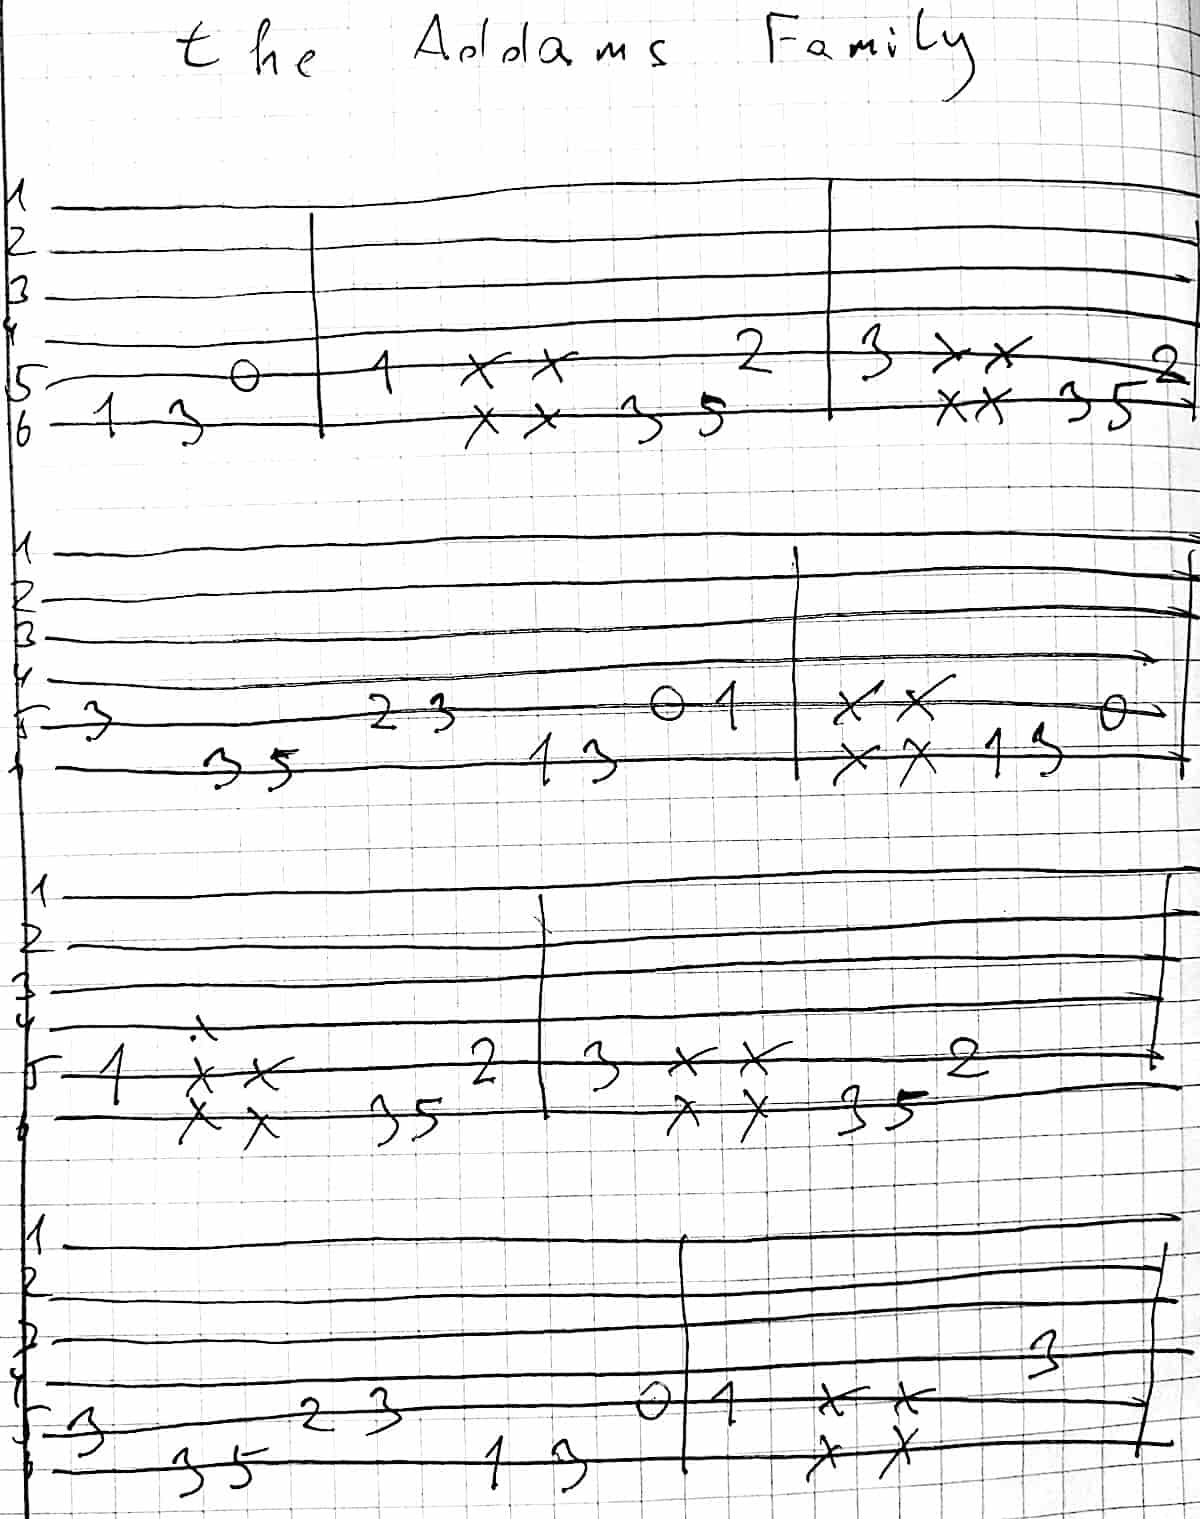 the Addams Family
1
2
3
4
5 0 1 x x 2 3 x x 2
6 1 3 x x 3 5 x x 3 5
1
2
3
4
5 3 2 3 0 1 x x 0
3 5 1 3 x x 1 3
1
2
3
4 x
5 1 x x 2 3 x x 2
6 x x 3 5 x x 3 5
1
2
3
4 3
5 3 2 3 0 1 x x
3 5 1 3 x x